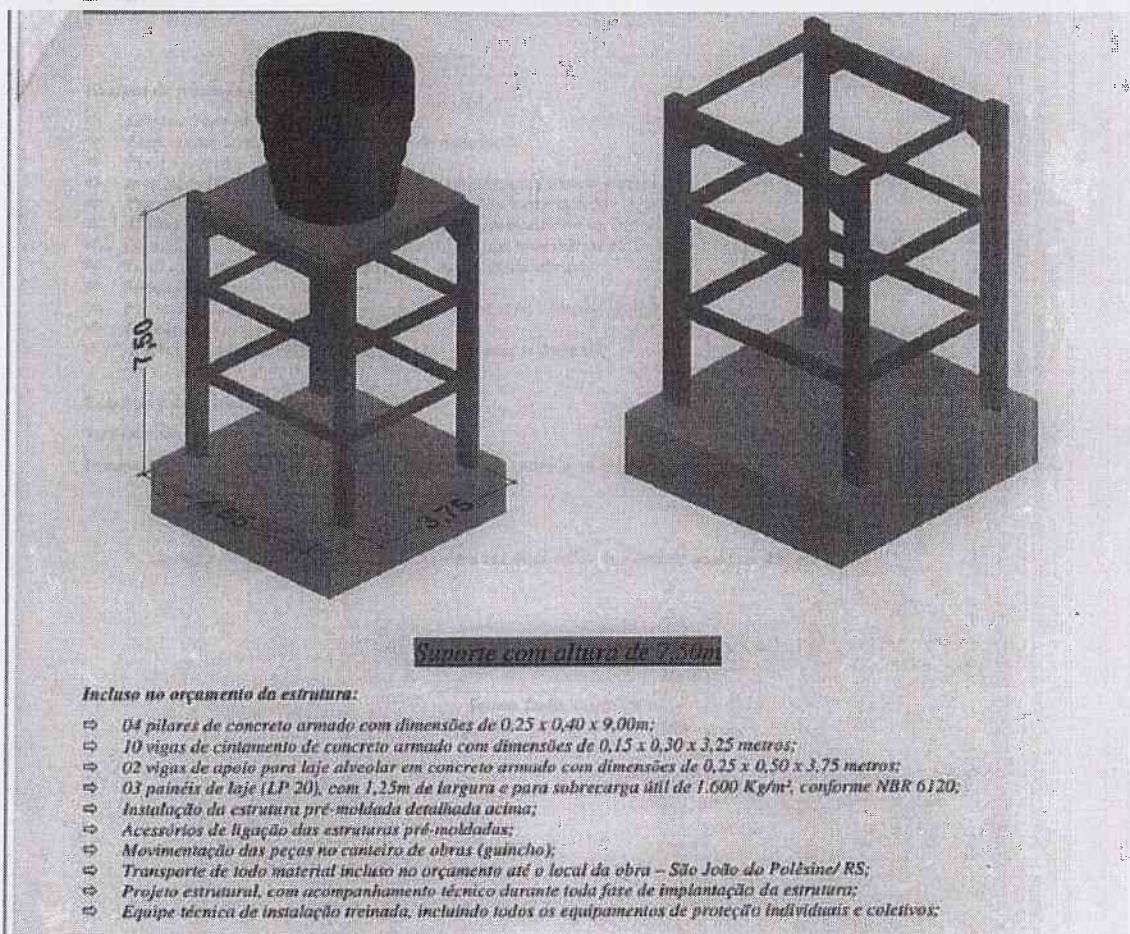 7,50
3,75
Suporte com altura de 7,50m
Incluso no orçamento da estrutura:
⇨ 04 pilares de concreto armado com dimensões de 0,25 x 0,40 x 9,00m;
⇨ 10 vigas de cintamento de concreto armado com dimensões de 0,15 x 0,30 x 3,25 metros;
⇨ 02 vigas de apoio para laje alveolar em concreto armado com dimensões de 0,25 x 0,50 x 3,75 metros;
⇨ 03 painéis de laje (LP 20), com 1,25m de largura e para sobrecarga útil de 1.600 Kg/m², conforme NBR 6120;
⇨ Instalação da estrutura pré-moldada detalhada acima;
⇨ Acessórios de ligação das estruturas pré-moldadas;
⇨ Movimentação das peças no canteiro de obras (guincho);
⇨ Transporte de todo material incluso no orçamento até o local da obra – São João do Polêsine/ RS;
⇨ Projeto estrutural, com acompanhamento técnico durante toda fase de implantação da estrutura;
⇨ Equipe técnica de instalação treinada, incluindo todos os equipamentos de proteção individuais e coletivos;